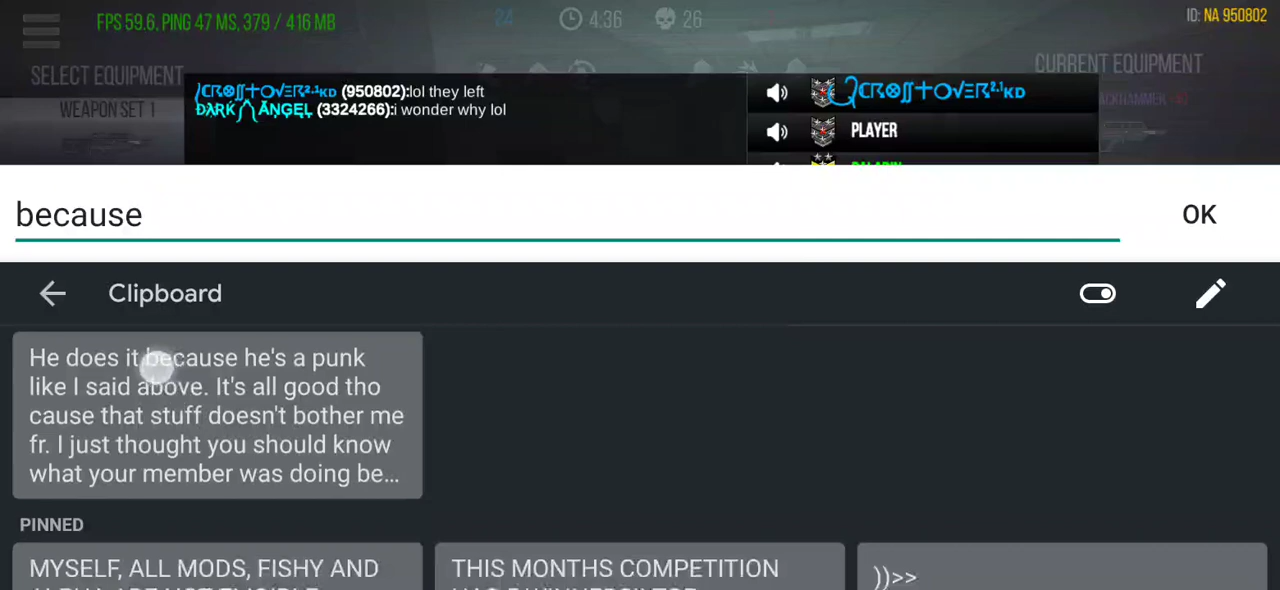 FPS 59.6, PING 47 MS, 379 / 416 MB
24
4:36
26
ID: NA 950802
SELECT EQUIPMENT
CURRENT EQUIPMENT
WEAPON SET 1
(950802):lol they left
(3324266):i wonder why lol
PLAYER
PALADIN
because
OK
Clipboard
He does it because he's a punk
like I said above. It's all good tho
cause that stuff doesn't bother me
fr. I just thought you should know
what your member was doing be...
PINNED
MYSELF, ALL MODS, FISHY AND
THIS MONTHS COMPETITION
))>>